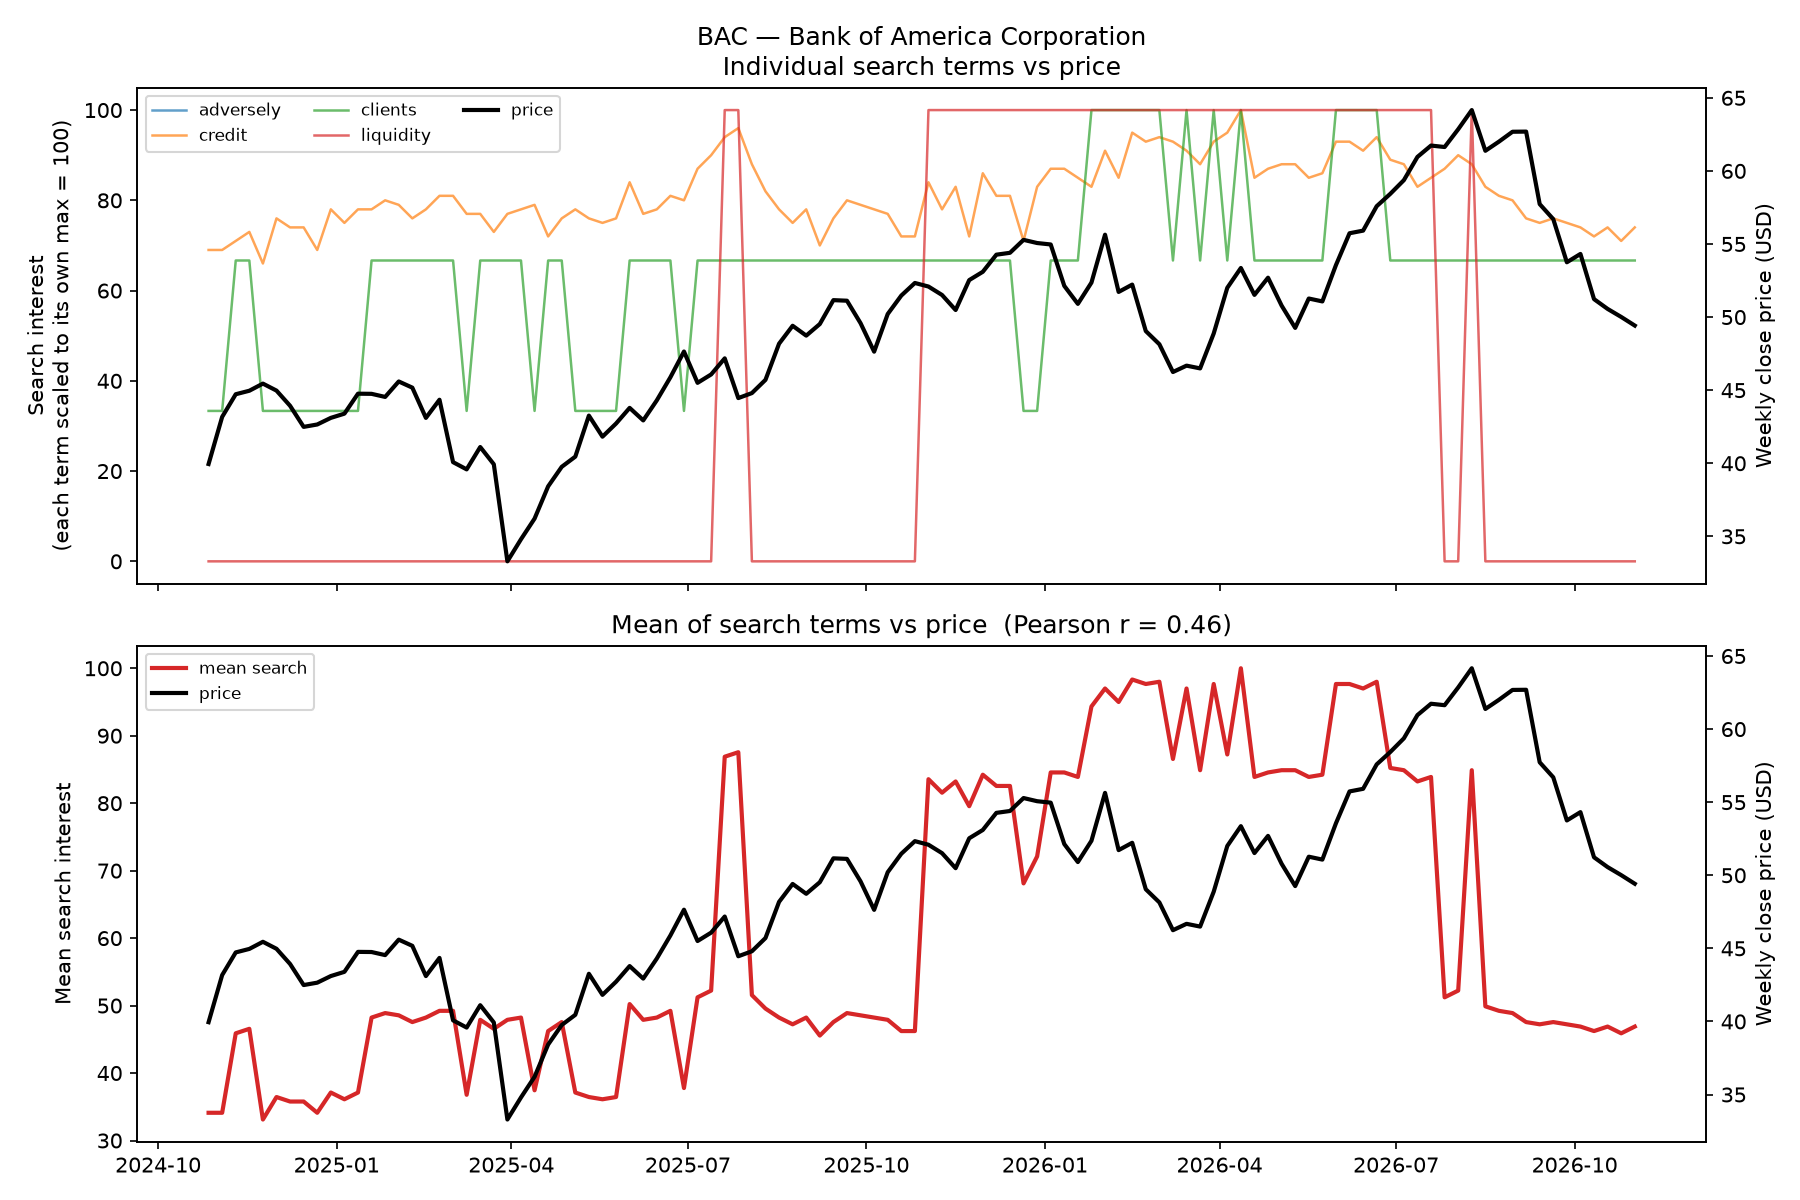 BAC — Bank of America Corporation
Individual search terms vs price
adversely
credit
clients
liquidity
price
Search interest
(each term scaled to its own max = 100)
100
80
60
40
20
0
65
60
55
50
45
40
35
Weekly close price (USD)
Mean of search terms vs price  (Pearson r = 0.46)
mean search
price
Mean search interest
100
90
80
70
60
50
40
30
65
60
55
50
45
40
35
Weekly close price (USD)
2024-10
2025-01
2025-04
2025-07
2025-10
2026-01
2026-04
2026-07
2026-10